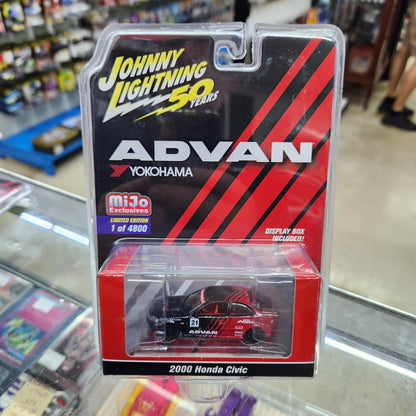 JOHNNY
LIGHTNING
50
YEARS
ADVAN
YOKOHAMA
MiJo
Exclusives
LIMITED EDITION
1 of 4800
DISPLAY BOX
INCLUDED!
21
2000 Honda Civic